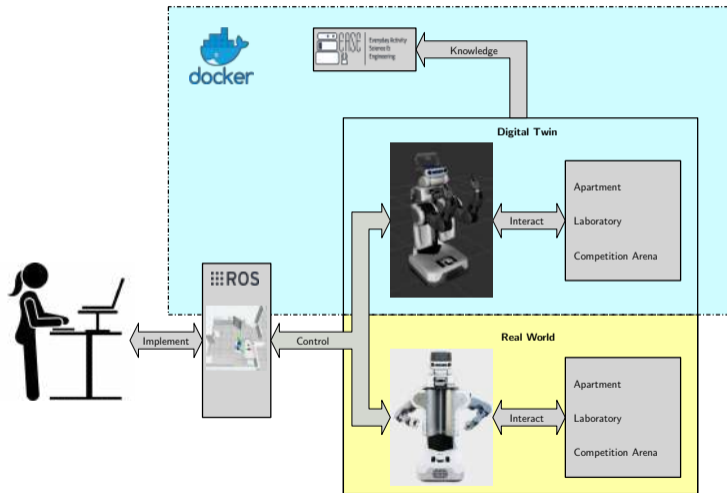 docker
EASE
Everyday Activity
Science &
Engineering
Knowledge
Digital Twin
Apartment
Interact
Laboratory
Competition Arena
ROS
Implement
Control
Real World
Apartment
Interact
Laboratory
Competition Arena